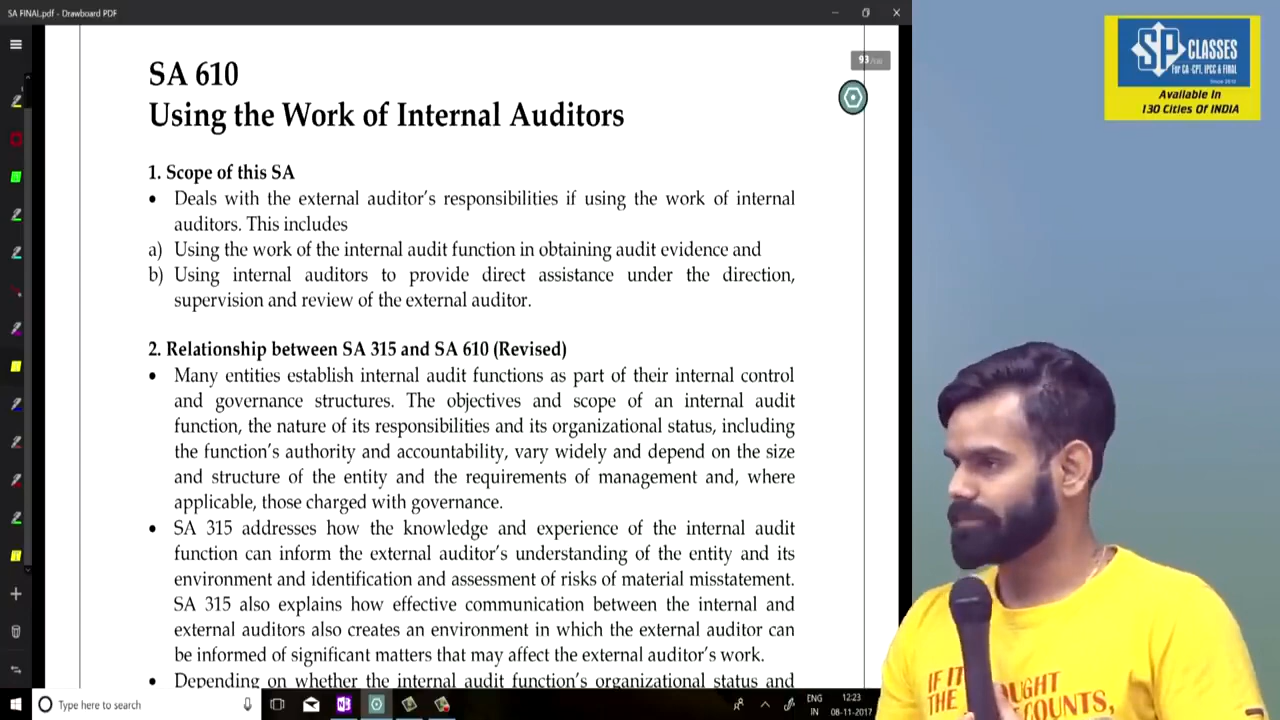 SA FINAL.pdf - Drawboard PDF
SP CLASSES
For CA-CPT, IPCC & FINAL
Since 2010
Available In
130 Cities Of INDIA
93
SA 610
Using the Work of Internal Auditors
1. Scope of this SA
• Deals with the external auditor's responsibilities if using the work of internal
auditors. This includes
a) Using the work of the internal audit function in obtaining audit evidence and
b) Using internal auditors to provide direct assistance under the direction,
supervision and review of the external auditor.
2. Relationship between SA 315 and SA 610 (Revised)
• Many entities establish internal audit functions as part of their internal control
and governance structures. The objectives and scope of an internal audit
function, the nature of its responsibilities and its organizational status, including
the function's authority and accountability, vary widely and depend on the size
and structure of the entity and the requirements of management and, where
applicable, those charged with governance.
• SA 315 addresses how the knowledge and experience of the internal audit
function can inform the external auditor's understanding of the entity and its
environment and identification and assessment of risks of material misstatement.
SA 315 also explains how effective communication between the internal and
external auditors also creates an environment in which the external auditor can
be informed of significant matters that may affect the external auditor's work.
• Depending on whether the internal audit function's organizational status and
IF IT
THE
COUNTS,
Type here to search
ENG
IN
12:23
08-11-2017